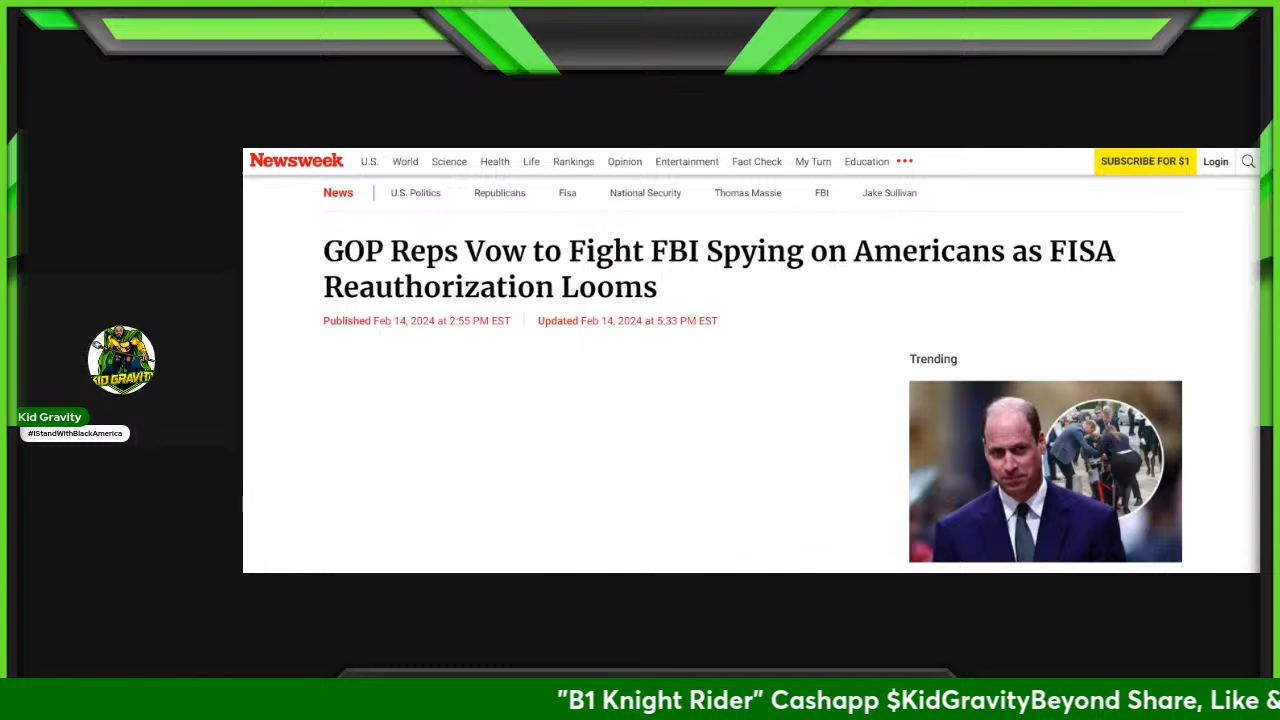 Newsweek U.S. World Science Health Life Rankings Opinion Entertainment Fact Check My Turn Education ••• SUBSCRIBE FOR $1 Login
News | U.S. Politics Republicans Fisa National Security Thomas Massie FBI Jake Sullivan
GOP Reps Vow to Fight FBI Spying on Americans as FISA
Reauthorization Looms
Published Feb 14, 2024 at 2:55 PM EST Updated Feb 14, 2024 at 5:33 PM EST
Trending
KID GRAVITY
Kid Gravity
#IStandWithBlackAmerica
"B1 Knight Rider" Cashapp $KidGravityBeyond Share, Like &